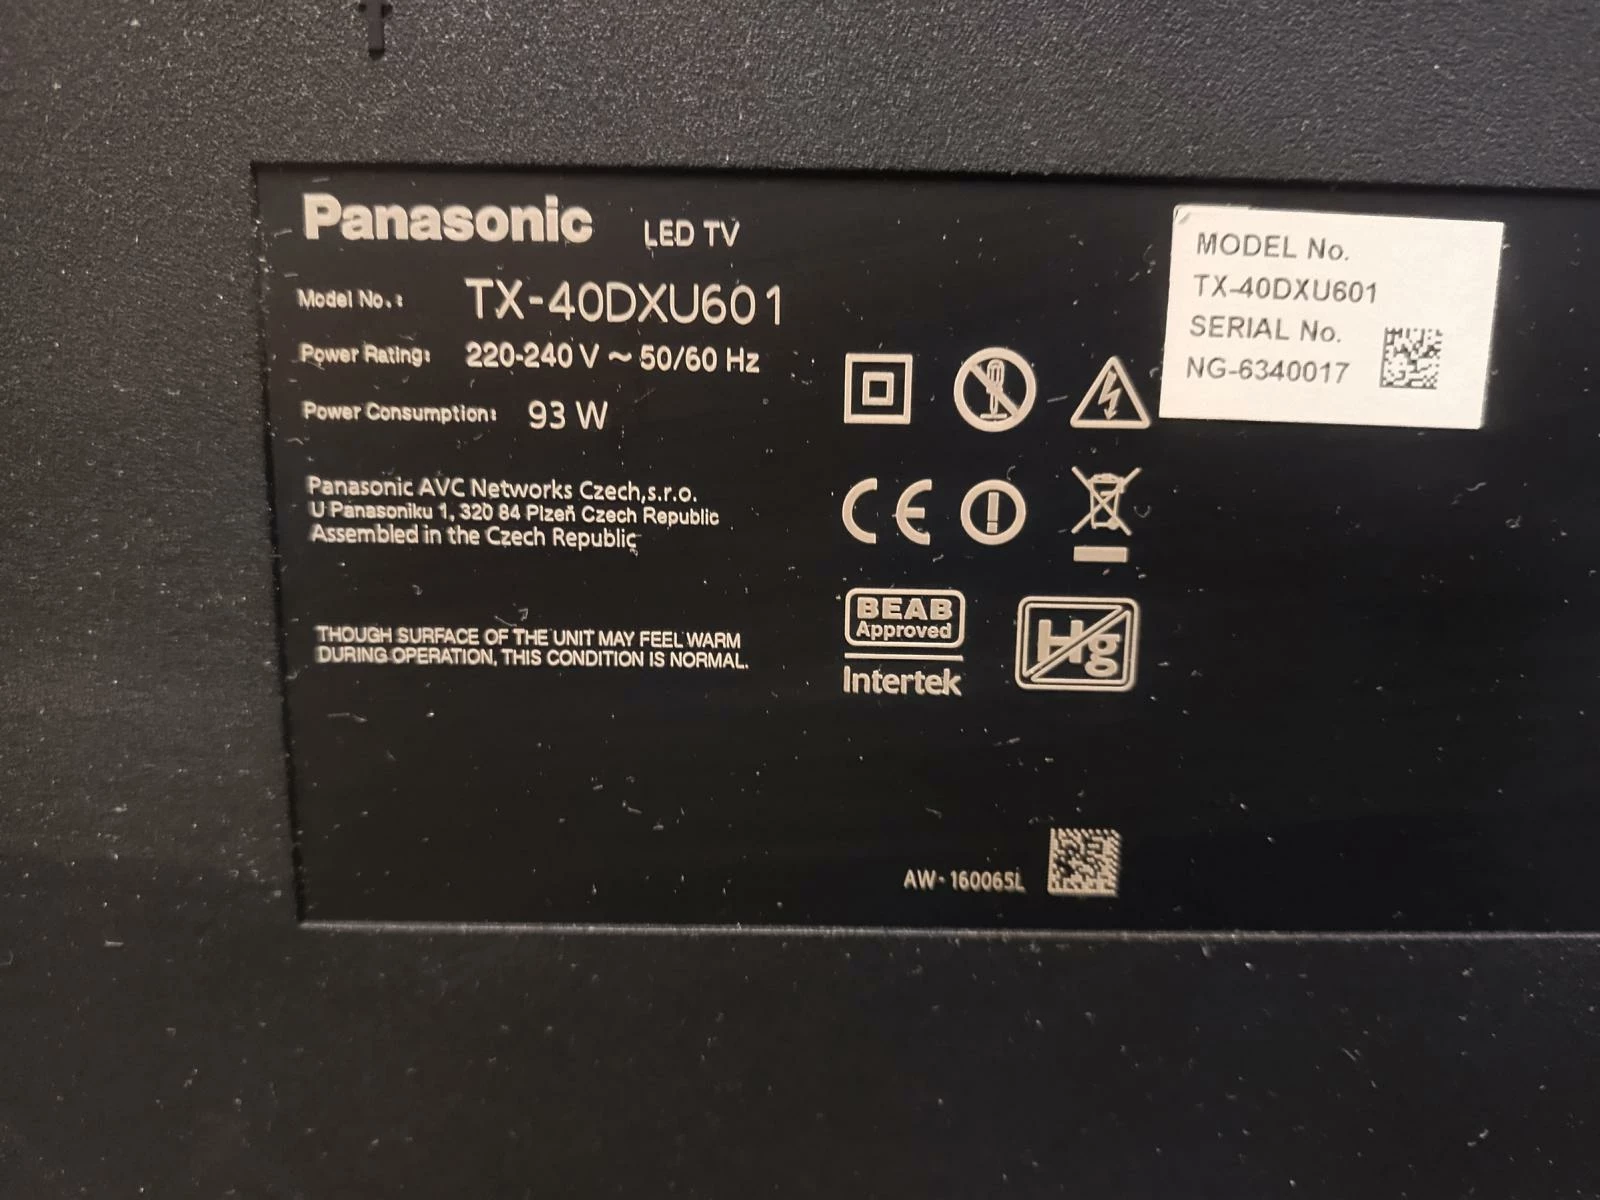 Panasonic LED TV
Model No.: TX-40DXU601
Power Rating: 220-240 V ~ 50/60 Hz
Power Consumption: 93 W
Panasonic AVC Networks Czech,s.r.o.
U Panasoniku 1, 320 84 Plzeň Czech Republic
Assembled in the Czech Republic
THOUGH SURFACE OF THE UNIT MAY FEEL WARM
DURING OPERATION, THIS CONDITION IS NORMAL.
CE
BEAB
Approved
Intertek
Hg
AW-160065L
MODEL No.
TX-40DXU601
SERIAL No.
NG-6340017